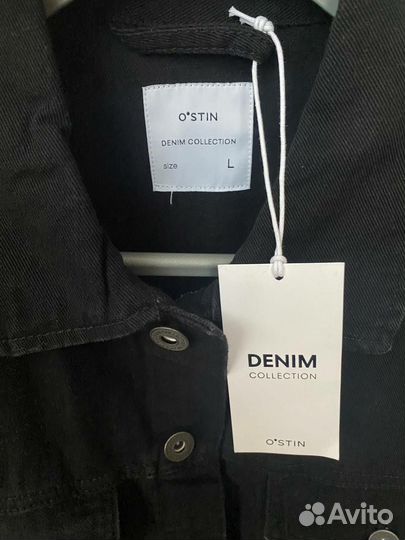 O'STIN
DENIM COLLECTION
size L
DENIM
COLLECTION
O'STIN
Avito